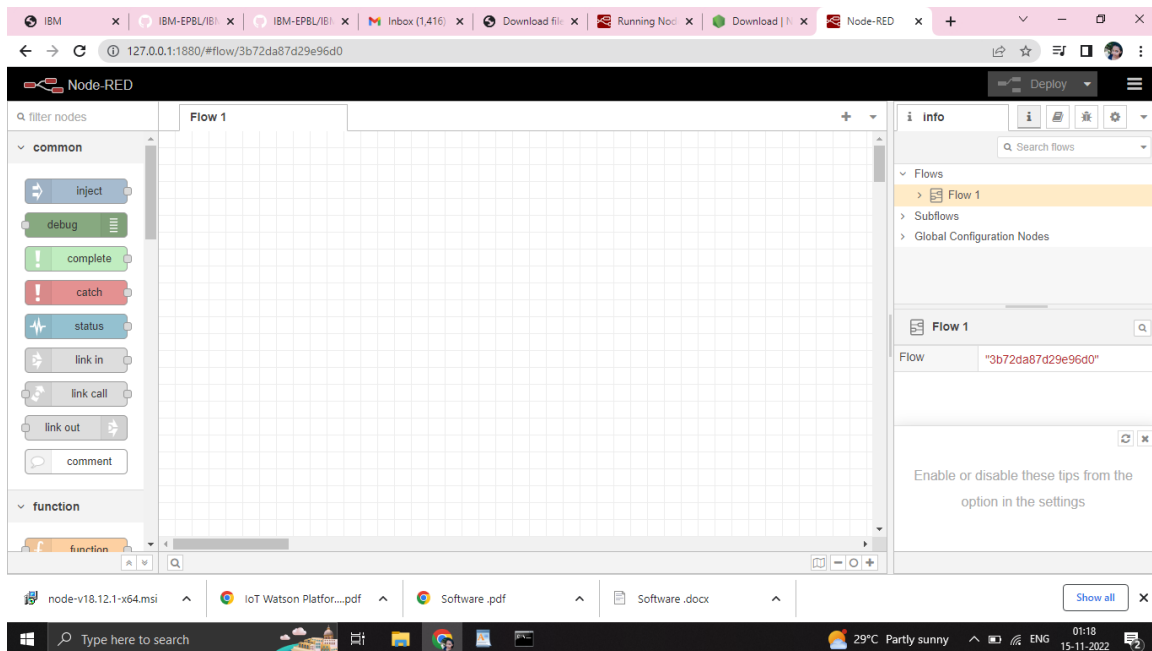 IBM
IBM-EPBL/IBM
IBM-EPBL/IBM
Inbox (1,416)
Download file
Running Nod
Download | N
Node-RED
127.0.0.1:1880/#flow/3b72da87d29e96d0
Node-RED
Deploy
filter nodes
Flow 1
i info
common
Search flows
inject
debug
complete
catch
status
link in
link call
link out
comment
function
function
Flows
Flow 1
Subflows
Global Configuration Nodes
Flow 1
Flow "3b72da87d29e96d0"
Enable or disable these tips from the
option in the settings
node-v18.12.1-x64.msi
IoT Watson Platfor....pdf
Software .pdf
Software .docx
Show all
Type here to search
29°C Partly sunny
ENG
01:18
15-11-2022
2